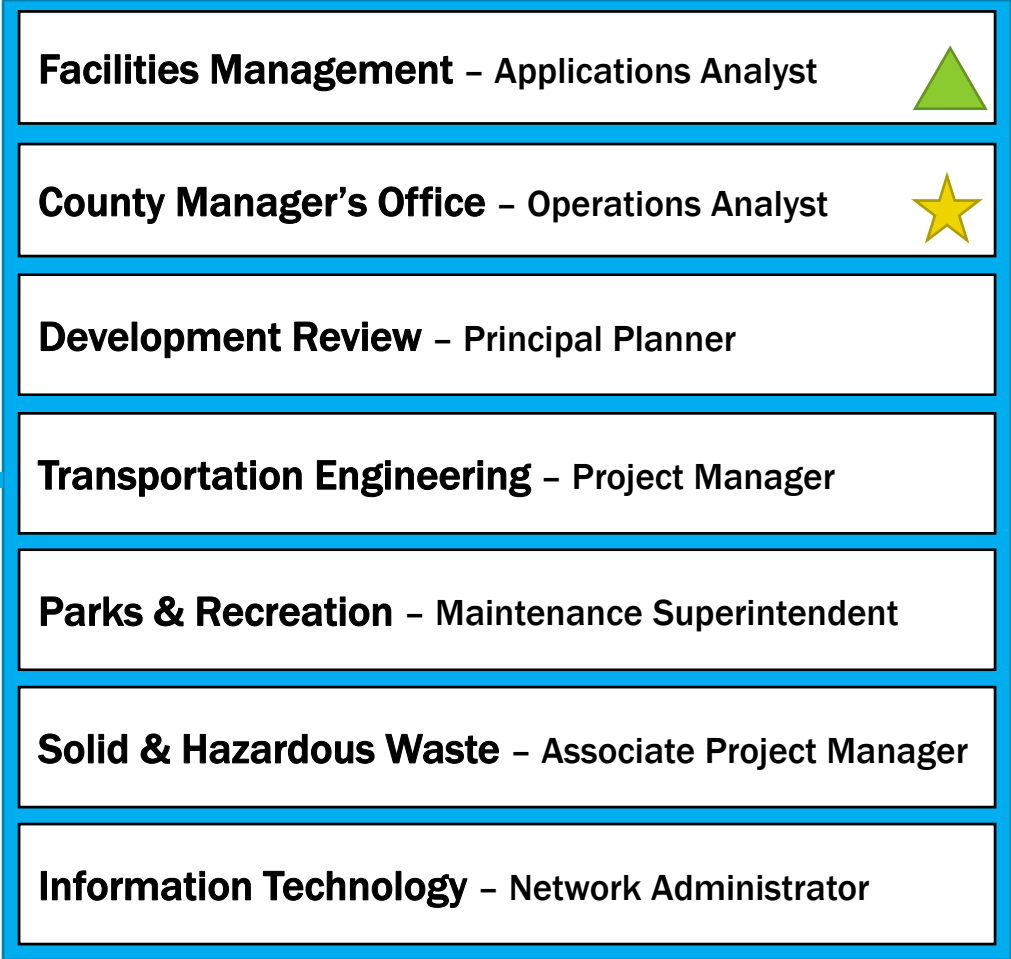 Facilities Management – Applications Analyst
County Manager’s Office – Operations Analyst
Development Review – Principal Planner
Transportation Engineering – Project Manager
Parks & Recreation – Maintenance Superintendent
Solid & Hazardous Waste – Associate Project Manager
Information Technology – Network Administrator